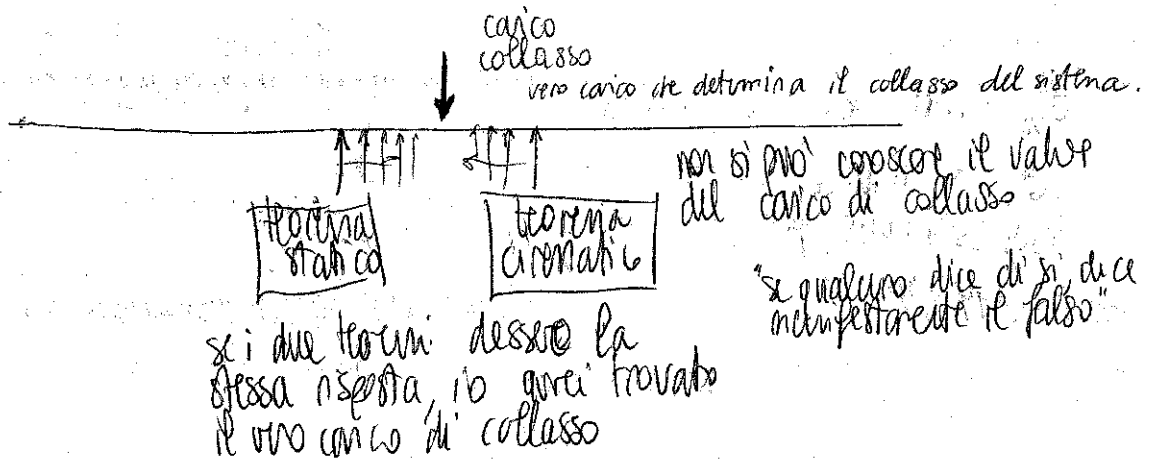 carico
collasso
vero carico che determina il collasso del sistema.
non si può conoscere il valore
del carico di collasso
teorema
statico
teorema
cinematico
"se qualcuno dice di si, dice
manifestamente il falso"
se i due teoremi dessero la
stessa risposta, io avrei trovato
il vero carico di collasso